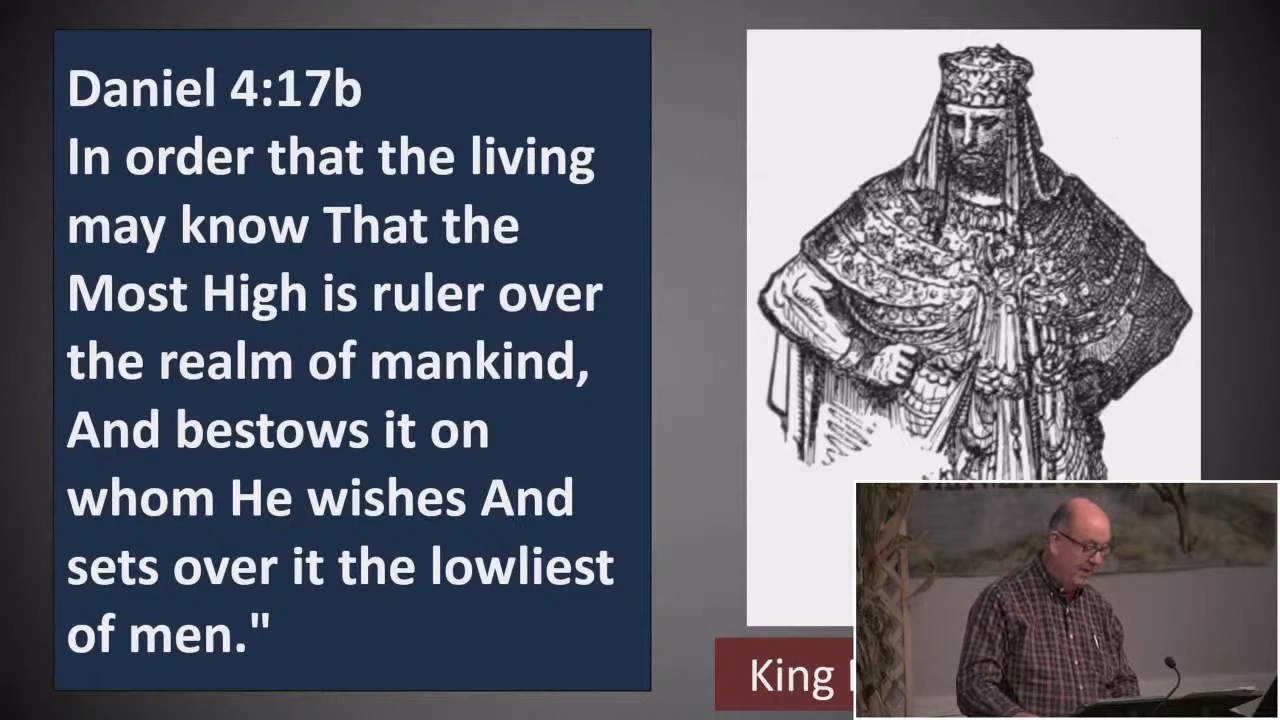 Daniel 4:17b
In order that the living
may know That the
Most High is ruler over
the realm of mankind,
And bestows it on
whom He wishes And
sets over it the lowliest
of men."
King